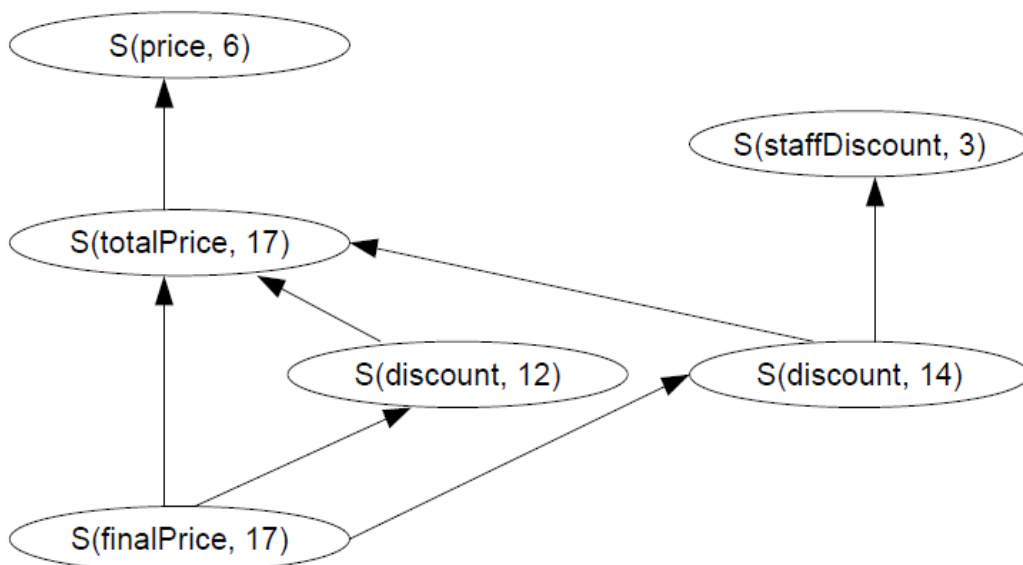 S(price, 6)
S(staffDiscount, 3)
S(totalPrice, 17)
S(discount, 12)
S(discount, 14)
S(finalPrice, 17)